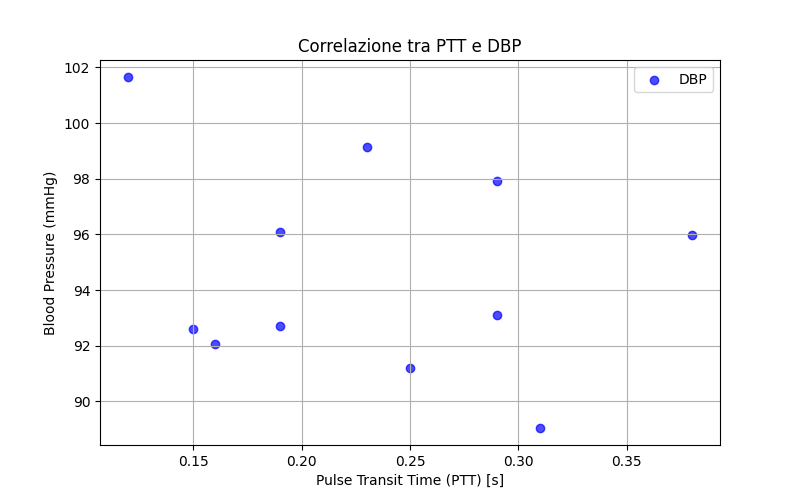 Correlazione tra PTT e DBP
DBP
102
100
98
96
94
92
90
Blood Pressure (mmHg)
0.15 0.20 0.25 0.30 0.35
Pulse Transit Time (PTT) [s]